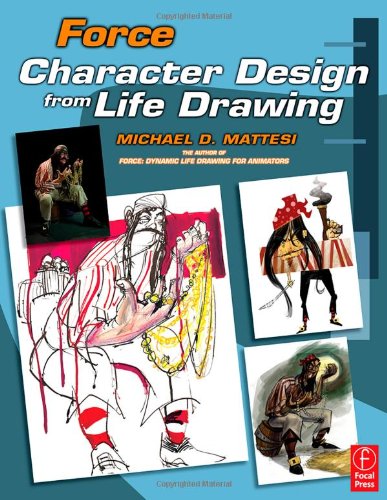 Force
Character Design
from Life Drawing
MICHAEL D. MATTESI
THE AUTHOR OF
FORCE: DYNAMIC LIFE DRAWING FOR ANIMATORS
Focal
Press